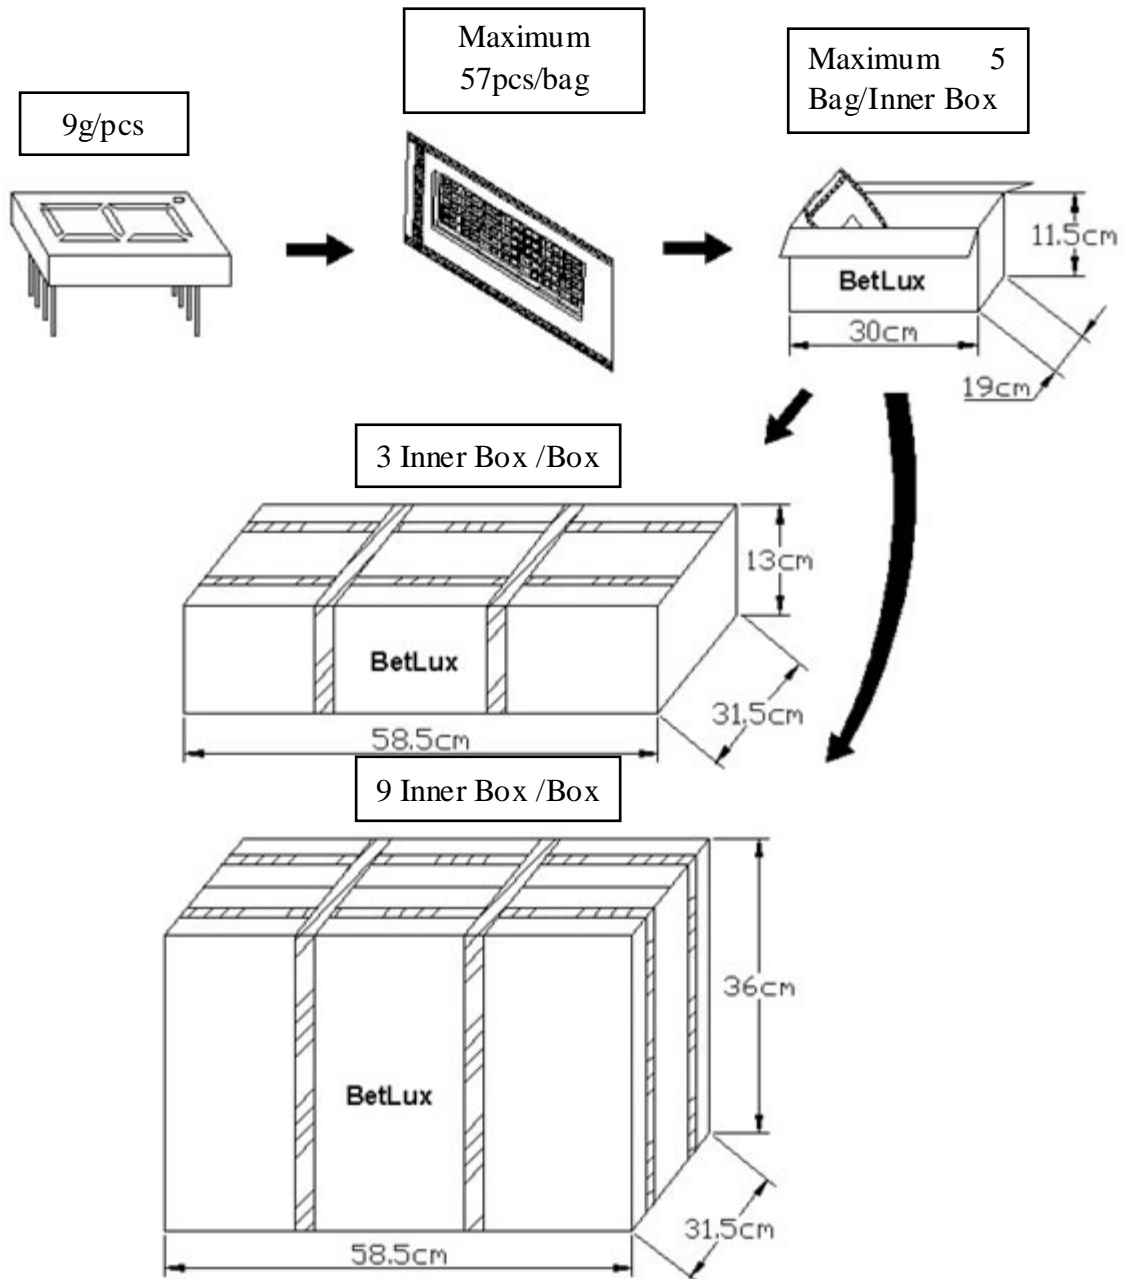 Maximum
57pcs/bag
Maximum 5
Bag/Inner Box
9g/pcs
11.5cm
BetLux
30cm
19cm
3 Inner Box /Box
13cm
BetLux
31.5cm
58.5cm
9 Inner Box /Box
36cm
BetLux
31.5cm
58.5cm